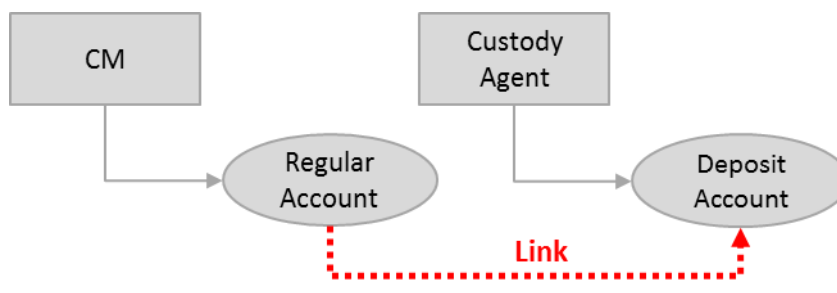 CM
Custody
Agent
Regular
Account
Deposit
Account
Link